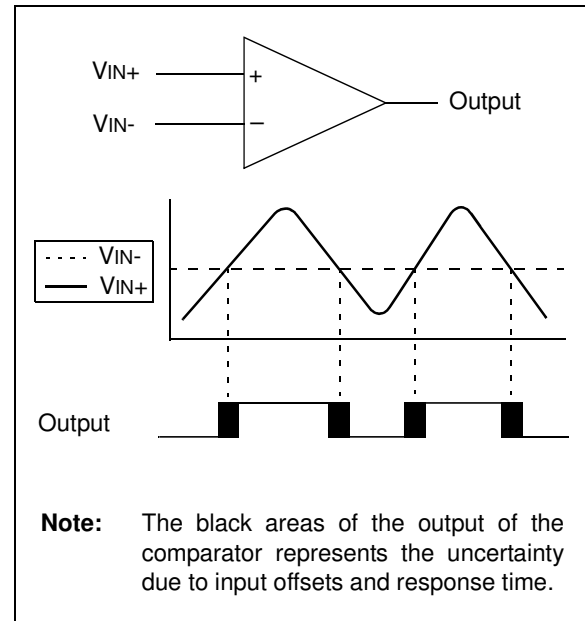 VIN+
+
Output
VIN-
–
VIN-
VIN+
Output
Note: The black areas of the output of the
comparator represents the uncertainty
due to input offsets and response time.